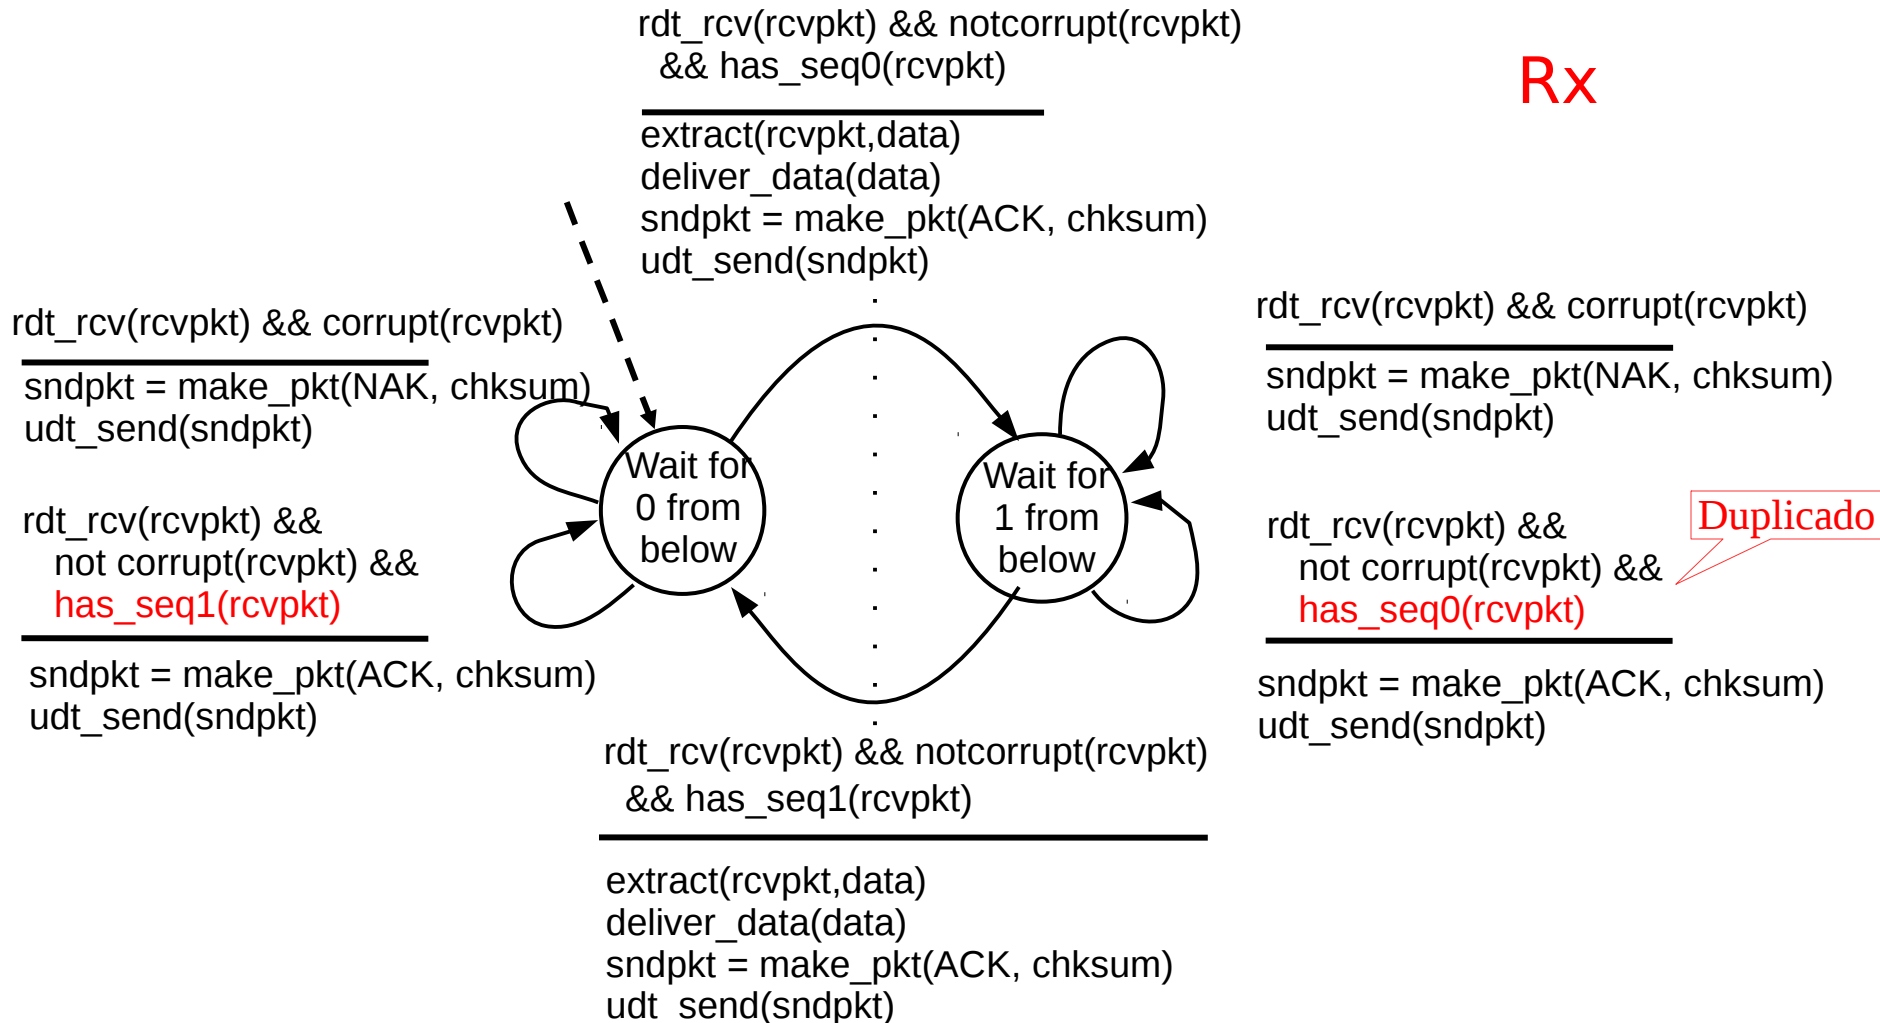 rdt_rcv(rcvpkt) && notcorrupt(rcvpkt)
&& has_seq0(rcvpkt)
Rx
extract(rcvpkt,data)
deliver_data(data)
sndpkt = make_pkt(ACK, chksum)
udt_send(sndpkt)
rdt_rcv(rcvpkt) && corrupt(rcvpkt)
sndpkt = make_pkt(NAK, chksum)
udt_send(sndpkt)
rdt_rcv(rcvpkt) &&
not corrupt(rcvpkt) &&
has_seq1(rcvpkt)
sndpkt = make_pkt(ACK, chksum)
udt_send(sndpkt)
Wait for
0 from
below
Wait for
1 from
below
rdt_rcv(rcvpkt) && corrupt(rcvpkt)
sndpkt = make_pkt(NAK, chksum)
udt_send(sndpkt)
Duplicado
rdt_rcv(rcvpkt) &&
not corrupt(rcvpkt) &&
has_seq0(rcvpkt)
sndpkt = make_pkt(ACK, chksum)
udt_send(sndpkt)
rdt_rcv(rcvpkt) && notcorrupt(rcvpkt)
&& has_seq1(rcvpkt)
extract(rcvpkt,data)
deliver_data(data)
sndpkt = make_pkt(ACK, chksum)
udt_send(sndpkt)